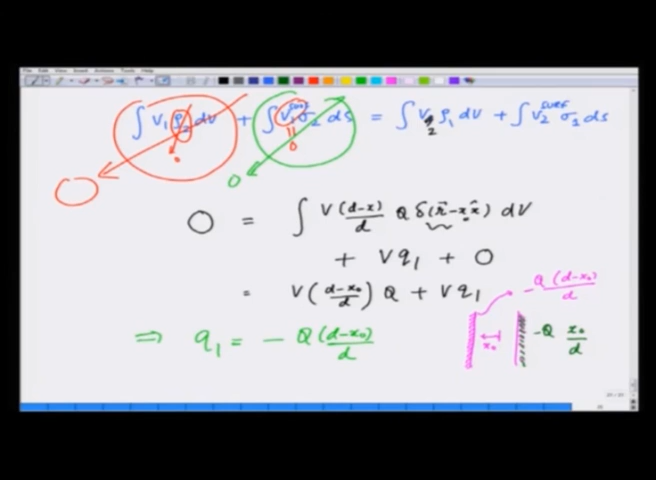 ∫ V₁ ρ₂ dV + ∫ V₁^surf σ₂ ds = ∫ V₂ ρ₁ dV + ∫ V₂^surf σ₁ ds
0 0
0
0 = ∫ V (d-x)/d Q δ(r̄ - x x̂) dV
+ V q₁ + 0
= V ((d-x₀)/d) Q + V q₁
- Q (d-x₀)/d
⇒ q₁ = - Q (d-x₀)/d
x₀
-Q x₀/d